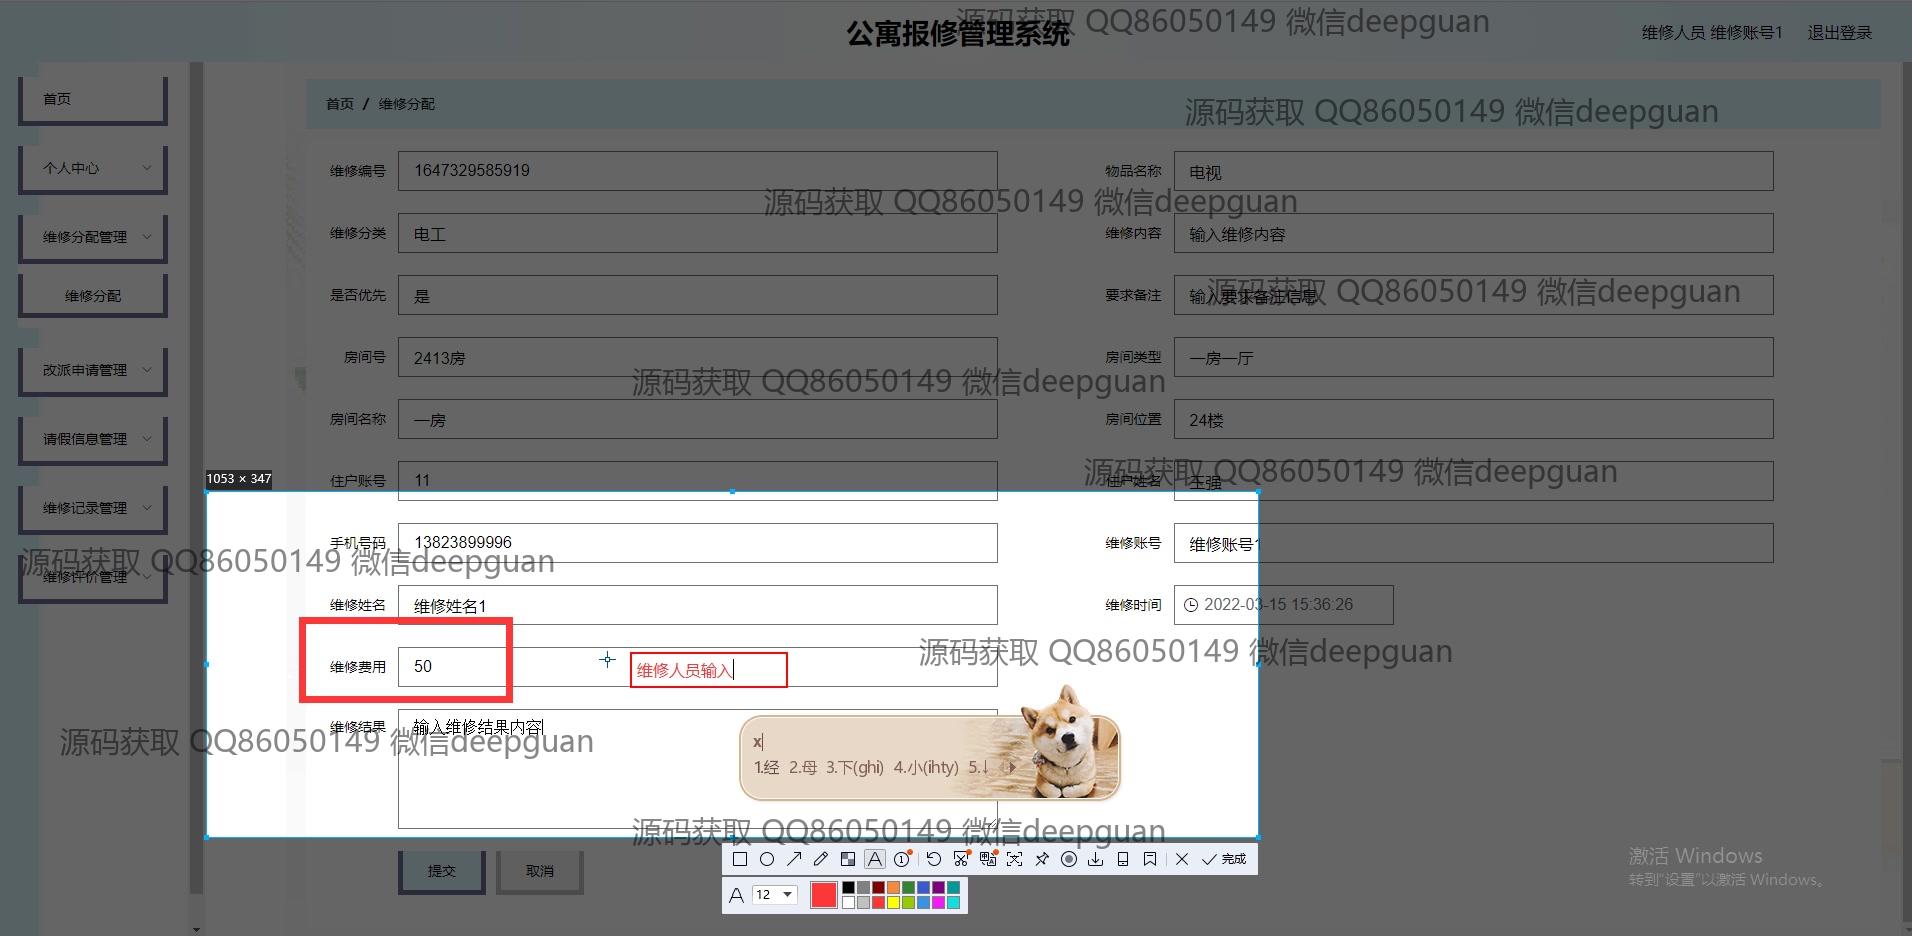 源码获取 QQ86050149 微信deepguan
公寓报修管理系统
维修人员 维修账号1 退出登录
首页
首页 / 维修分配
源码获取 QQ86050149 微信deepguan
个人中心
维修编号 1647329585919 物品名称 电视
源码获取 QQ86050149 微信deepguan
维修分配管理
维修分类 电工 维修内容 输入维修内容
维修分配
是否优先 是 要求备注 输入要求备注信息
源码获取 QQ86050149 微信deepguan
房间号 2413房 房间类型 一房一厅
改派申请管理
源码获取 QQ86050149 微信deepguan
房间名称 一房 房间位置 24楼
请假信息管理
1053 × 347
住户账号 11 住户姓名 王强
源码获取 QQ86050149 微信deepguan
维修记录管理
手机号码 13823899996 维修账号 维修账号1
源码获取 QQ86050149 微信deepguan
维修评价管理
维修姓名 维修姓名1 维修时间 2022-03-15 15:36:26
源码获取 QQ86050149 微信deepguan
维修费用 50 维修人员输入
维修结果 输入维修结果内容
源码获取 QQ86050149 微信deepguan
x
1.经 2.母 3.下(ghi) 4.小(ihty) 5.↓
源码获取 QQ86050149 微信deepguan
完成
提交 取消
A 12
激活 Windows
转到"设置"以激活 Windows。